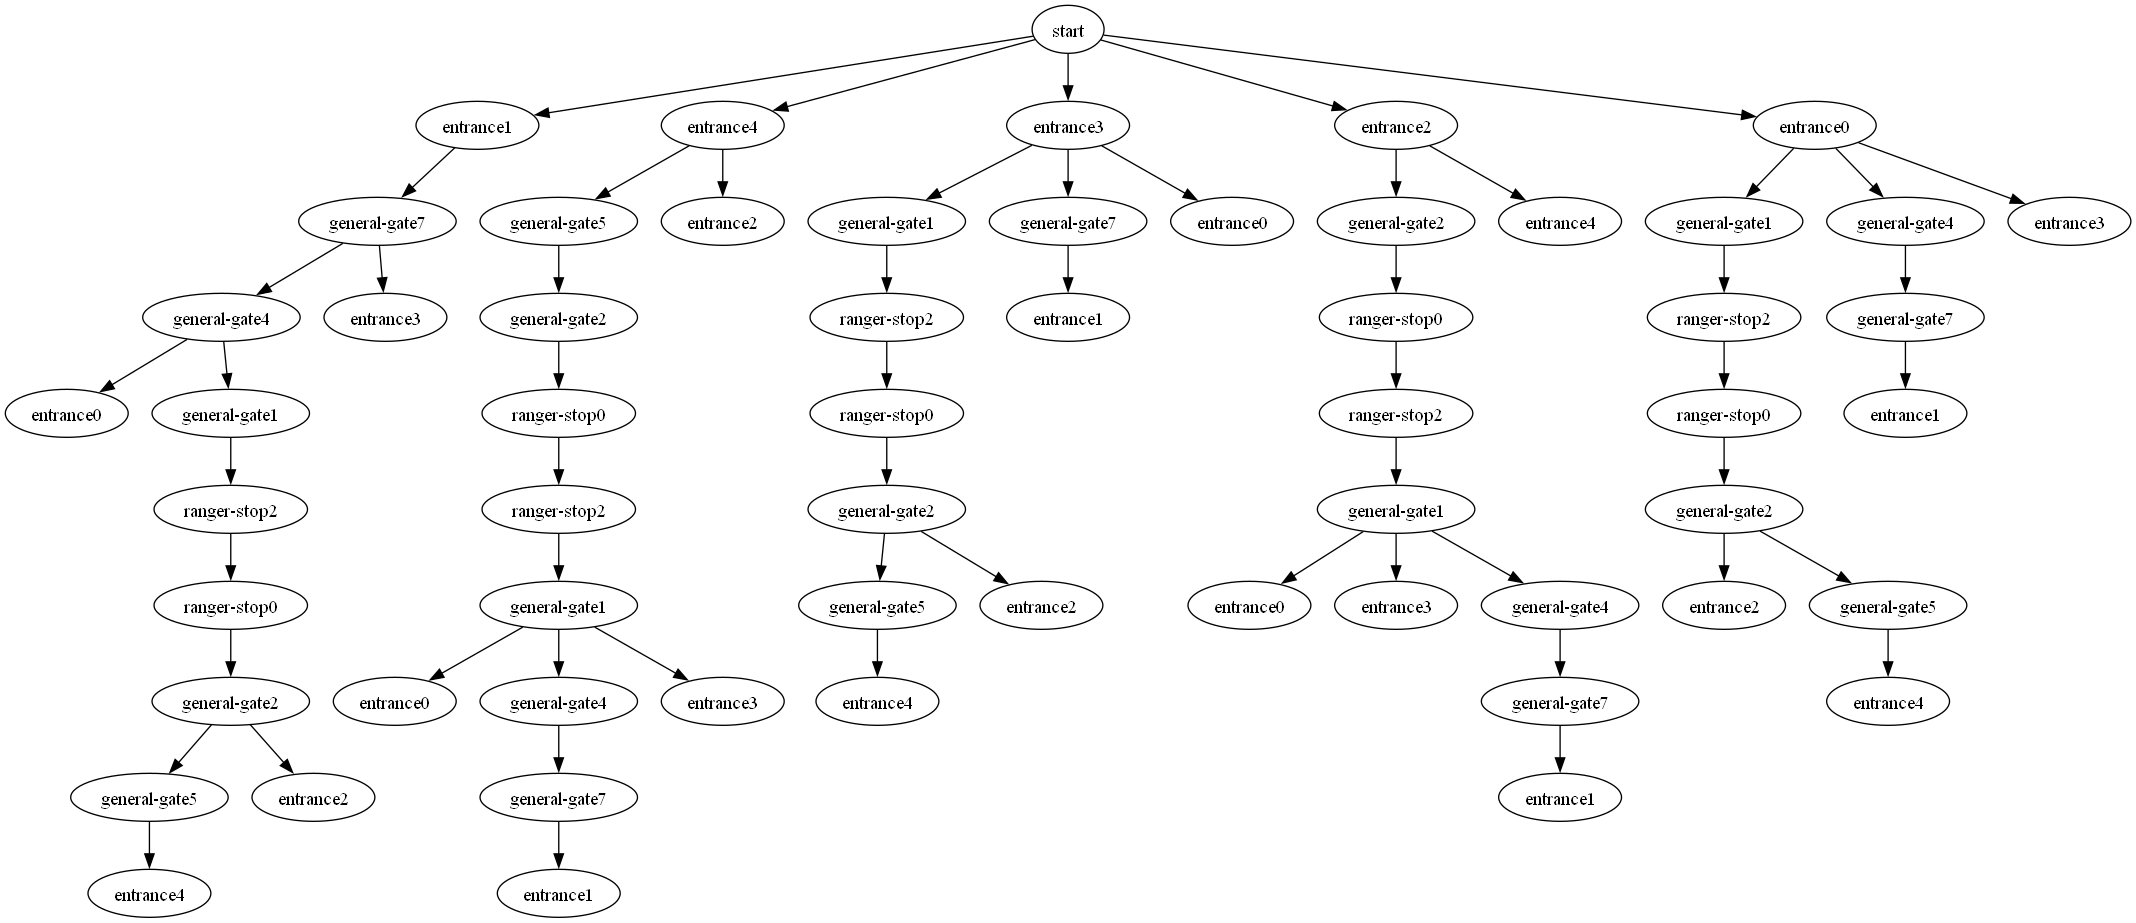 start
entrance1
entrance4
entrance3
entrance2
entrance0
general-gate7
general-gate5
entrance2
general-gate1
general-gate7
entrance0
general-gate2
entrance4
general-gate1
general-gate4
entrance3
general-gate4
entrance3
general-gate2
ranger-stop2
entrance1
ranger-stop0
ranger-stop2
general-gate7
entrance0
general-gate1
ranger-stop0
ranger-stop0
ranger-stop2
ranger-stop0
entrance1
ranger-stop2
ranger-stop2
general-gate2
general-gate1
general-gate2
ranger-stop0
general-gate1
general-gate5
entrance2
entrance0
entrance3
general-gate4
entrance2
general-gate5
general-gate2
entrance0
general-gate4
entrance3
entrance4
general-gate7
entrance4
general-gate5
entrance2
general-gate7
entrance1
entrance4
entrance1